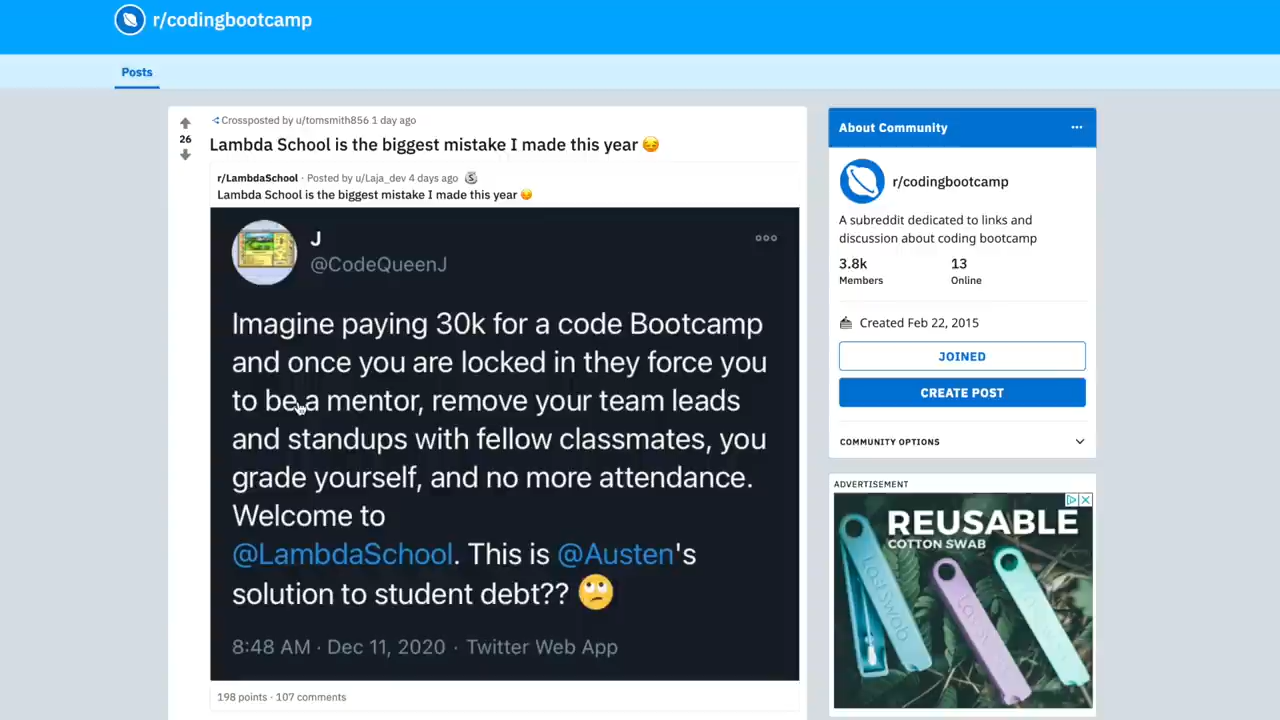 r/codingbootcamp
Posts
Crossposted by u/tomsmith856 1 day ago
26
Lambda School is the biggest mistake I made this year 😔
r/LambdaSchool · Posted by u/Laja_dev 4 days ago
Lambda School is the biggest mistake I made this year 😔
J
@CodeQueenJ
Imagine paying 30k for a code Bootcamp
and once you are locked in they force you
to be a mentor, remove your team leads
and standups with fellow classmates, you
grade yourself, and no more attendance.
Welcome to
@LambdaSchool. This is @Austen's
solution to student debt?? 🙄
8:48 AM · Dec 11, 2020 · Twitter Web App
198 points · 107 comments
About Community
r/codingbootcamp
A subreddit dedicated to links and
discussion about coding bootcamp
3.8k
Members
13
Online
Created Feb 22, 2015
JOINED
CREATE POST
COMMUNITY OPTIONS
ADVERTISEMENT
REUSABLE
COTTON SWAB
LastSwab